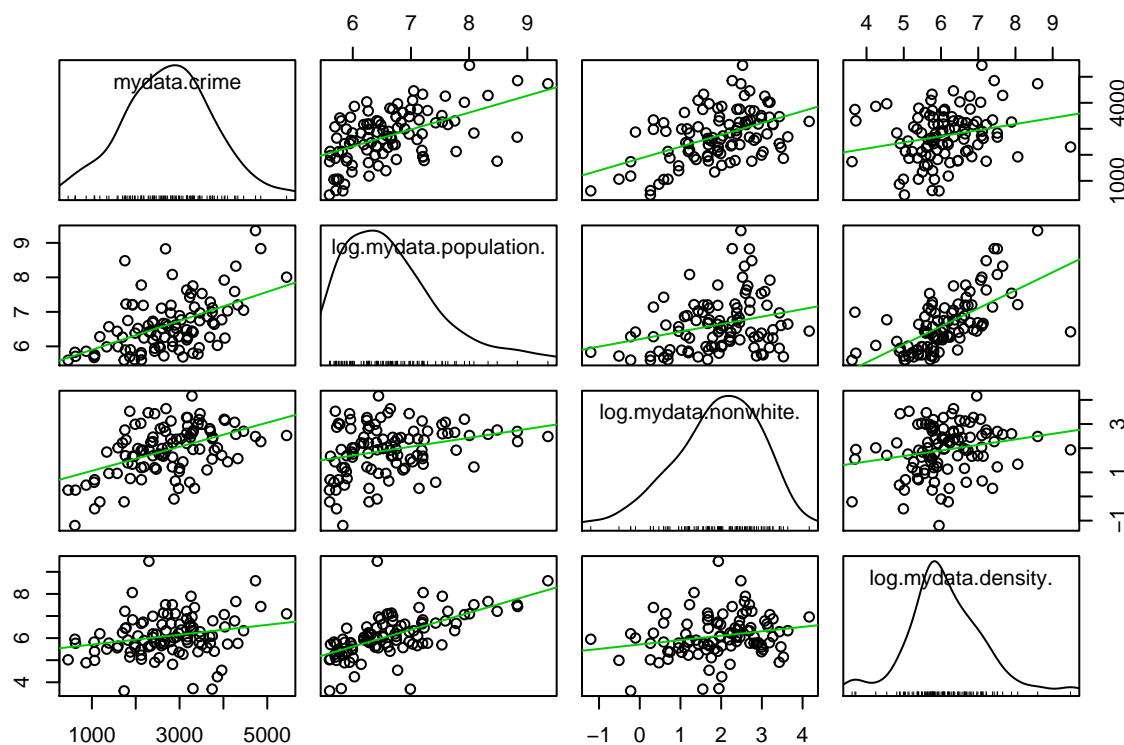 6 7 8 9
4 5 6 7 8 9
mydata.crime
1000 4000
6 7 8 9
log.mydata.population.
log.mydata.nonwhite.
−1 1 3
4 6 8
log.mydata.density.
1000 3000 5000
−1 0 1 2 3 4